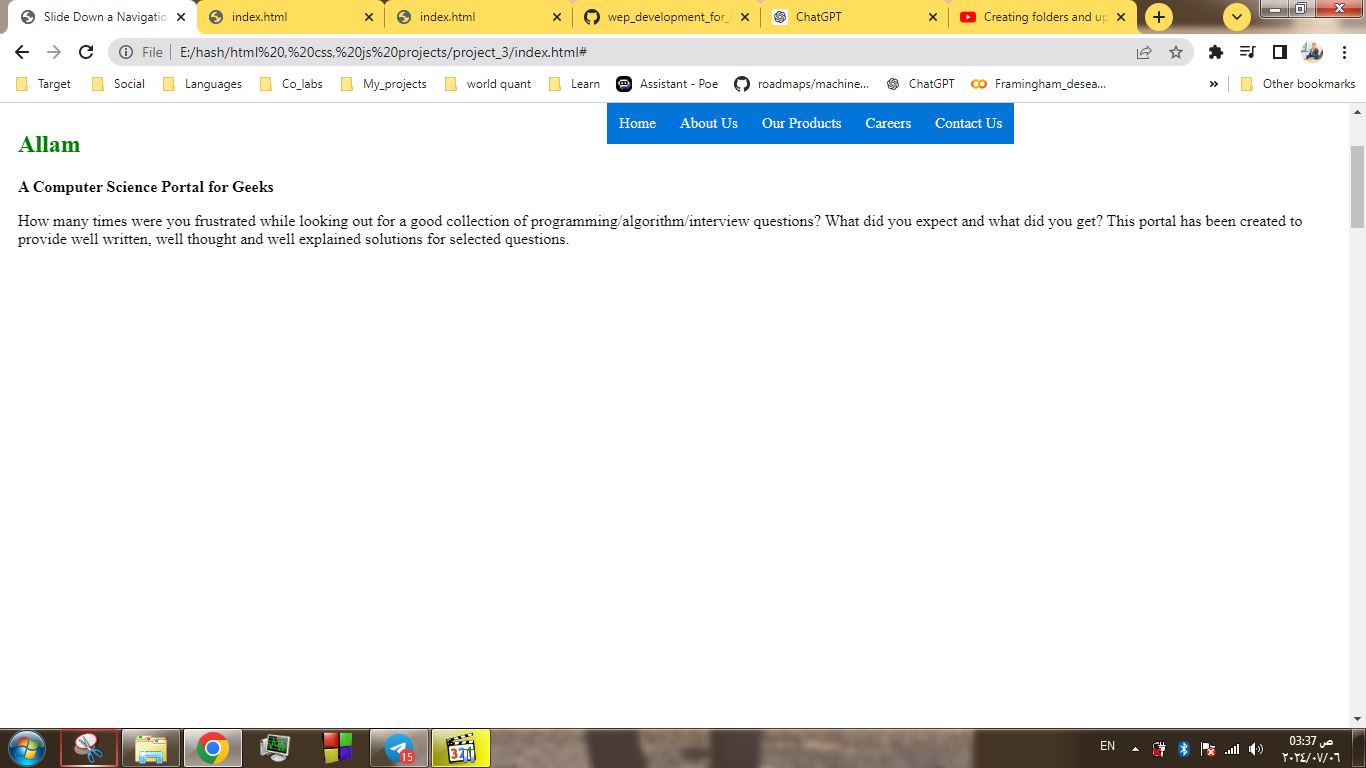 Slide Down a Navigatio
index.html
index.html
wep_development_for_
ChatGPT
Creating folders and up
File
E:/hash/html%20.%20css,%20js%20projects/project_3/index.html#
Target
Social
Languages
Co_labs
My_projects
world quant
Learn
Assistant - Poe
roadmaps/machine...
ChatGPT
Framingham_desea...
»
Other bookmarks
Home
About Us
Our Products
Careers
Contact Us
Allam
A Computer Science Portal for Geeks
How many times were you frustrated while looking out for a good collection of programming/algorithm/interview questions? What did you expect and what did you get? This portal has been created to
provide well written, well thought and well explained solutions for selected questions.
15
321
EN
03:37 ص
٢٠٢٤/٠٧/٠٦